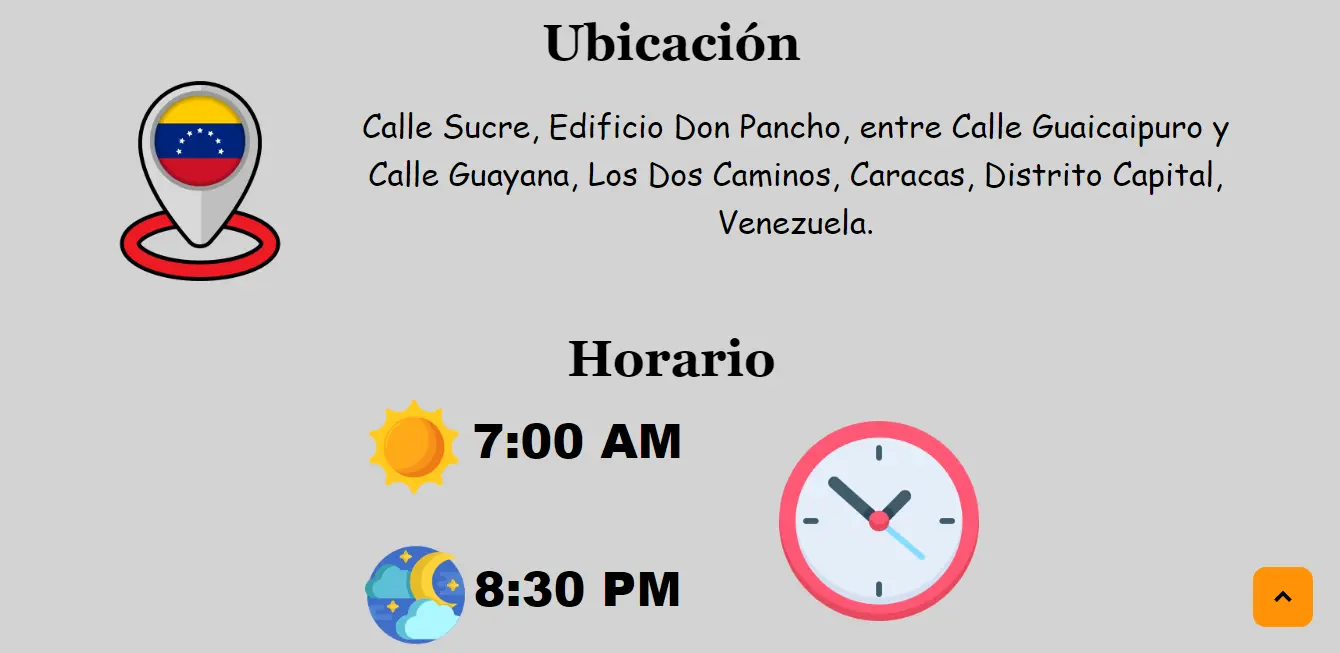 Ubicación
Calle Sucre, Edificio Don Pancho, entre Calle Guaicaipuro y
Calle Guayana, Los Dos Caminos, Caracas, Distrito Capital,
Venezuela.
Horario
7:00 AM
8:30 PM